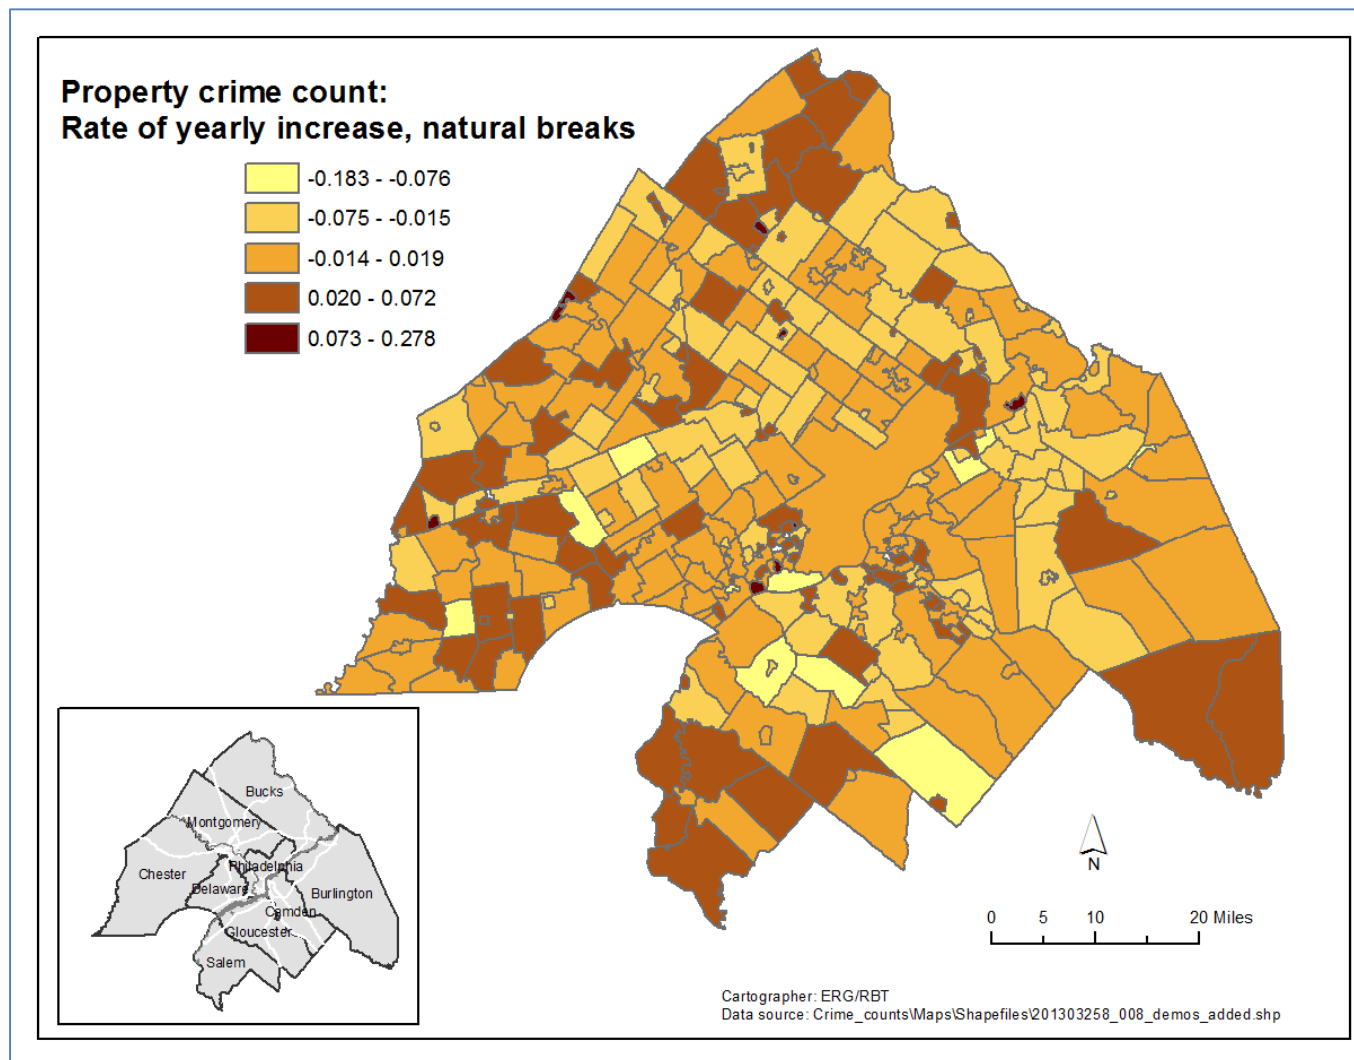 Property crime count:
Rate of yearly increase, natural breaks
-0.183 - -0.076
-0.075 - -0.015
-0.014 - 0.019
0.020 - 0.072
0.073 - 0.278
Bucks
Montgomery
Philadelphia
Chester
Delaware
Burlington
Camden
Gloucester
Salem
N
0 5 10 20 Miles
Cartographer: ERG/RBT
Data source: Crime_counts\Maps\Shapefiles\201303258_008_demos_added.shp